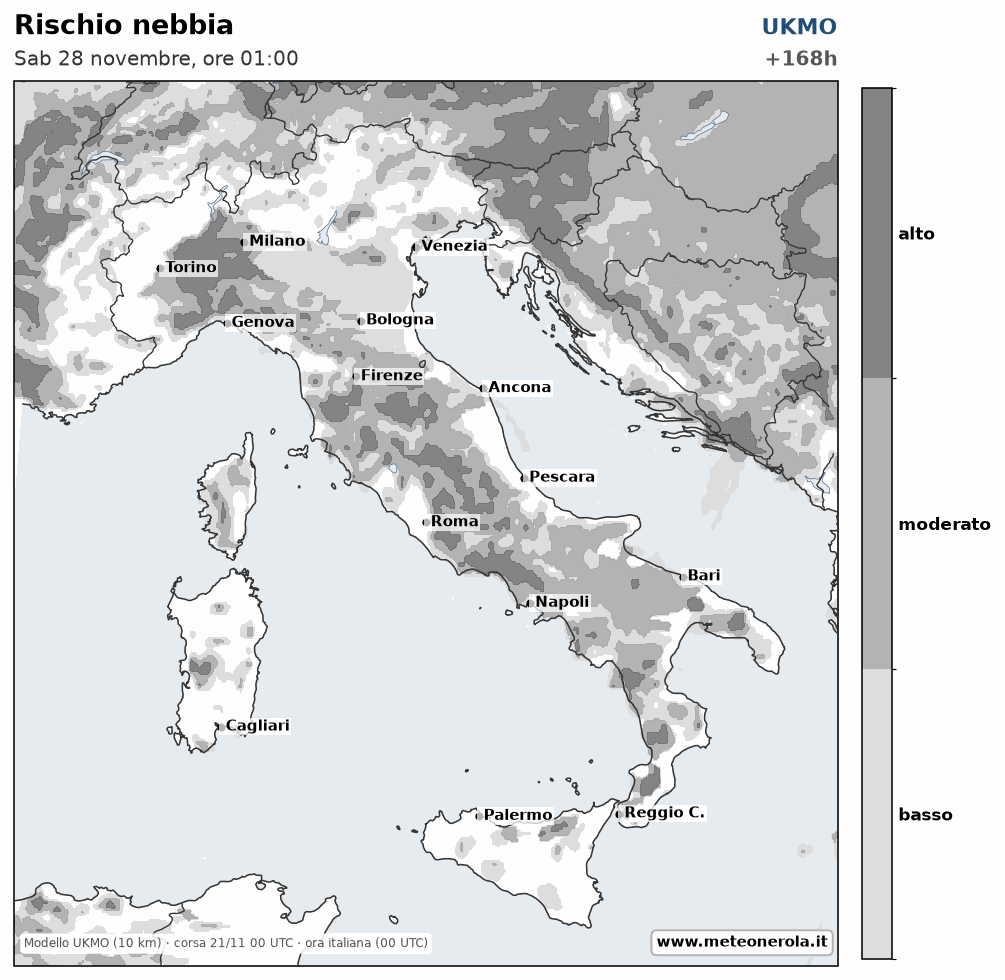 Rischio nebbia
UKMO
Sab 28 novembre, ore 01:00
+168h
alto
Milano
Venezia
Torino
Genova
Bologna
Firenze
Ancona
Pescara
Roma
moderato
Bari
Napoli
Cagliari
Palermo
Reggio C.
basso
Modello UKMO (10 km) · corsa 21/11 00 UTC · ora italiana (00 UTC)
www.meteonerola.it